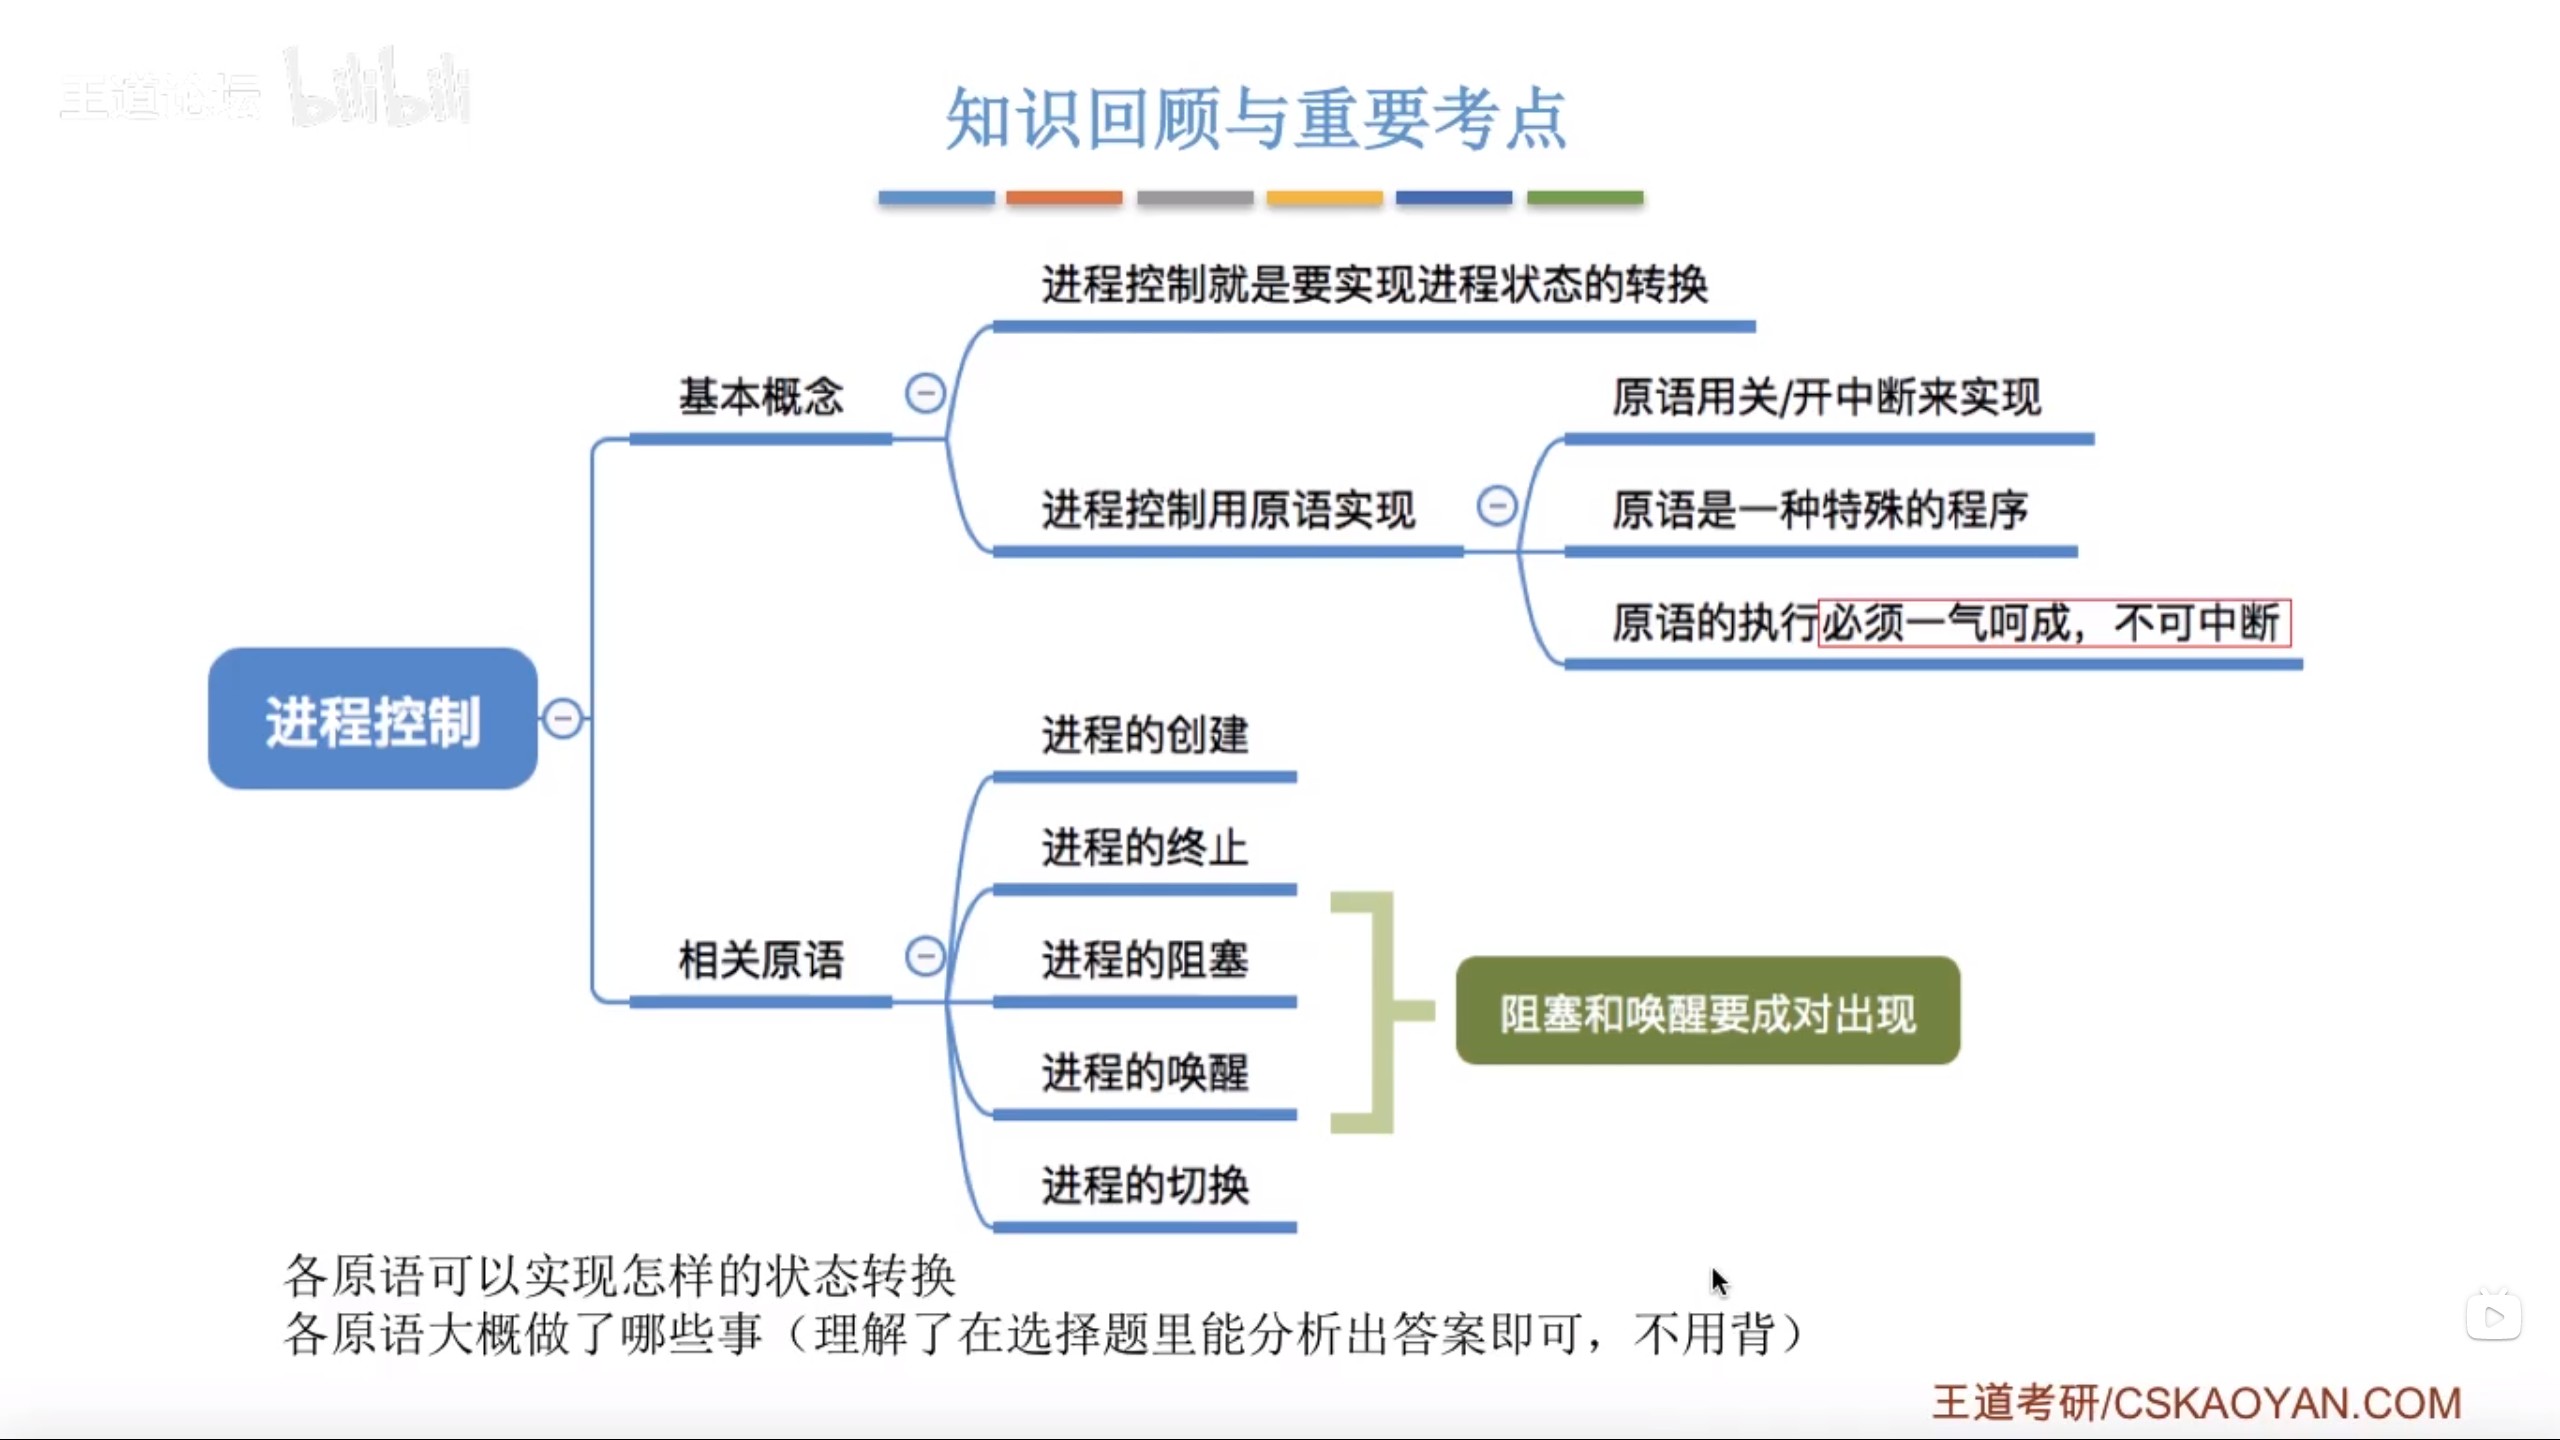 王道论坛 bilibili
知识回顾与重要考点
进程控制就是要实现进程状态的转换
基本概念
原语用关/开中断来实现
进程控制用原语实现
原语是一种特殊的程序
原语的执行必须一气呵成，不可中断
进程控制
进程的创建
进程的终止
相关原语
进程的阻塞
阻塞和唤醒要成对出现
进程的唤醒
进程的切换
各原语可以实现怎样的状态转换
各原语大概做了哪些事（理解了在选择题里能分析出答案即可，不用背）
王道考研/CSKAOYAN.COM